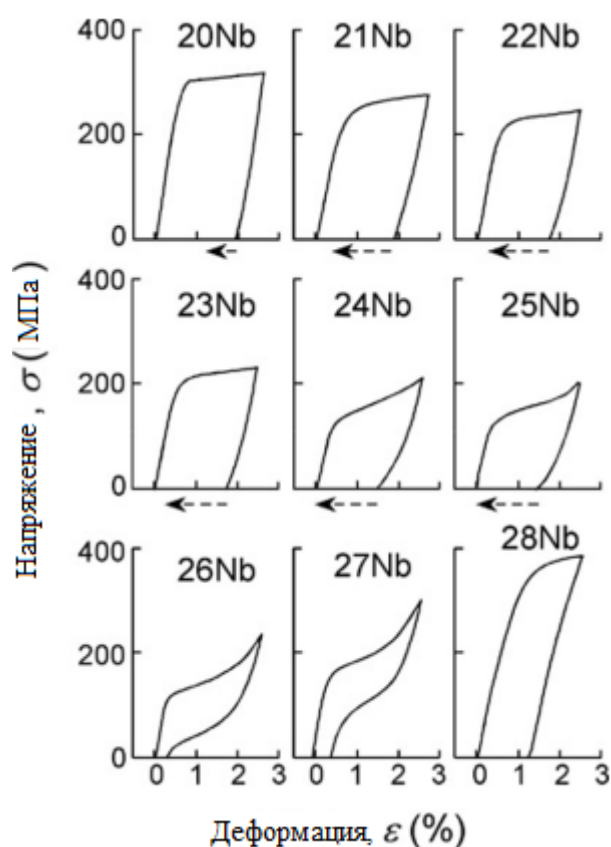 400
20Nb
21Nb
22Nb
200
0
400
23Nb
24Nb
25Nb
200
0
400
26Nb
27Nb
28Nb
200
0
0 1 2 3
0 1 2 3
0 1 2 3
Напряжение, σ ( МПа )
Деформация, ε (%)